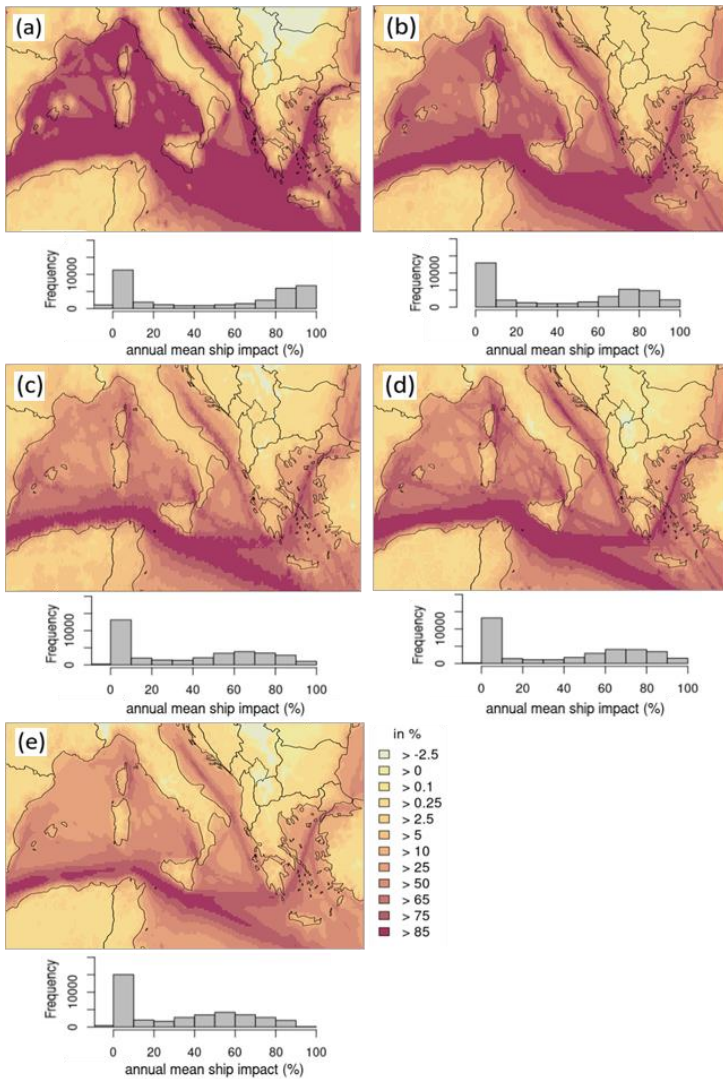 (a)
(b)
Frequency
0 10000
0 20 40 60 80 100
annual mean ship impact (%)
Frequency
0 10000
0 20 40 60 80 100
annual mean ship impact (%)
(c)
(d)
Frequency
0 10000
0 20 40 60 80 100
annual mean ship impact (%)
Frequency
0 10000
0 20 40 60 80 100
annual mean ship impact (%)
(e)
in %
> -2.5
> 0
> 0.1
> 0.25
> 2.5
> 5
> 10
> 25
> 50
> 65
> 75
> 85
Frequency
0 10000
0 20 40 60 80 100
annual mean ship impact (%)